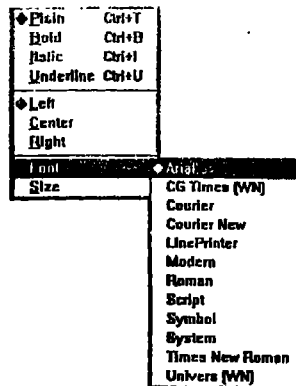 Plain Ctrl+T
Bold Ctrl+B
Italic Ctrl+I
Underline Ctrl+U
Left
Center
Right
Font
Size
Arial
CG Times (WN)
Courier
Courier New
LinePrinter
Modern
Roman
Script
Symbol
System
Times New Roman
Univers (WN)